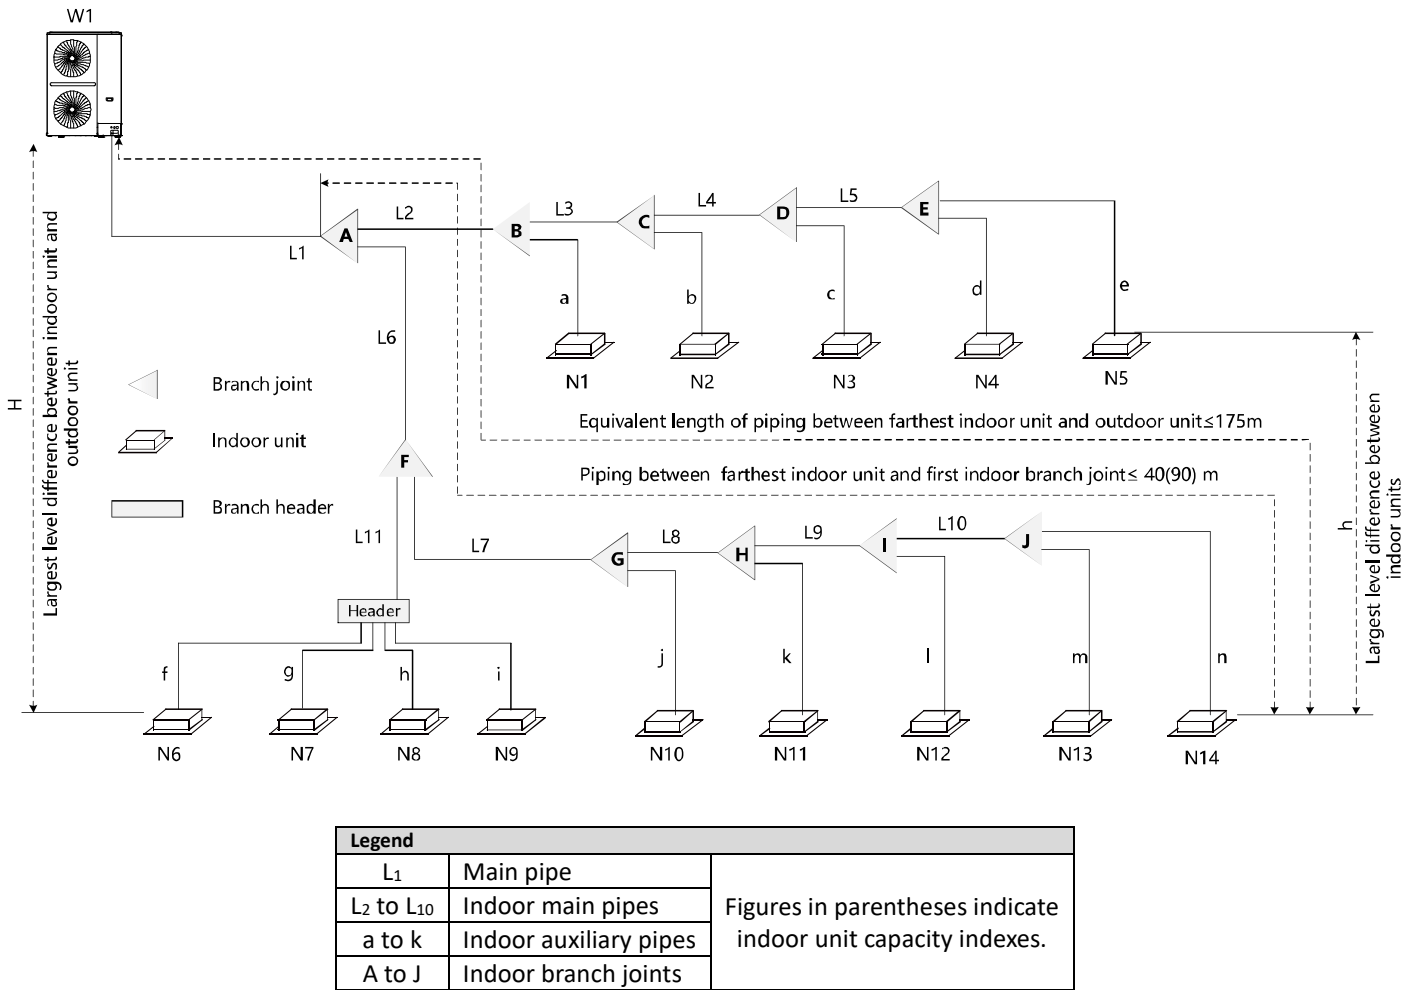 W1
L1
A
L2
B
L3
C
L4
D
L5
E
a
b
c
d
e
N1
N2
N3
N4
N5
L6
H
Largest level difference between indoor unit and
outdoor unit
Branch joint
Indoor unit
Branch header
Equivalent length of piping between farthest indoor unit and outdoor unit≤175m
Piping between farthest indoor unit and first indoor branch joint≤ 40(90) m
h
Largest level difference between
indoor units
F
L11
L7
G
L8
H
L9
I
L10
J
Header
f
g
h
i
j
k
l
m
n
N6
N7
N8
N9
N10
N11
N12
N13
N14
Legend
L1 Main pipe
L2 to L10 Indoor main pipes
a to k Indoor auxiliary pipes
A to J Indoor branch joints
Figures in parentheses indicate
indoor unit capacity indexes.